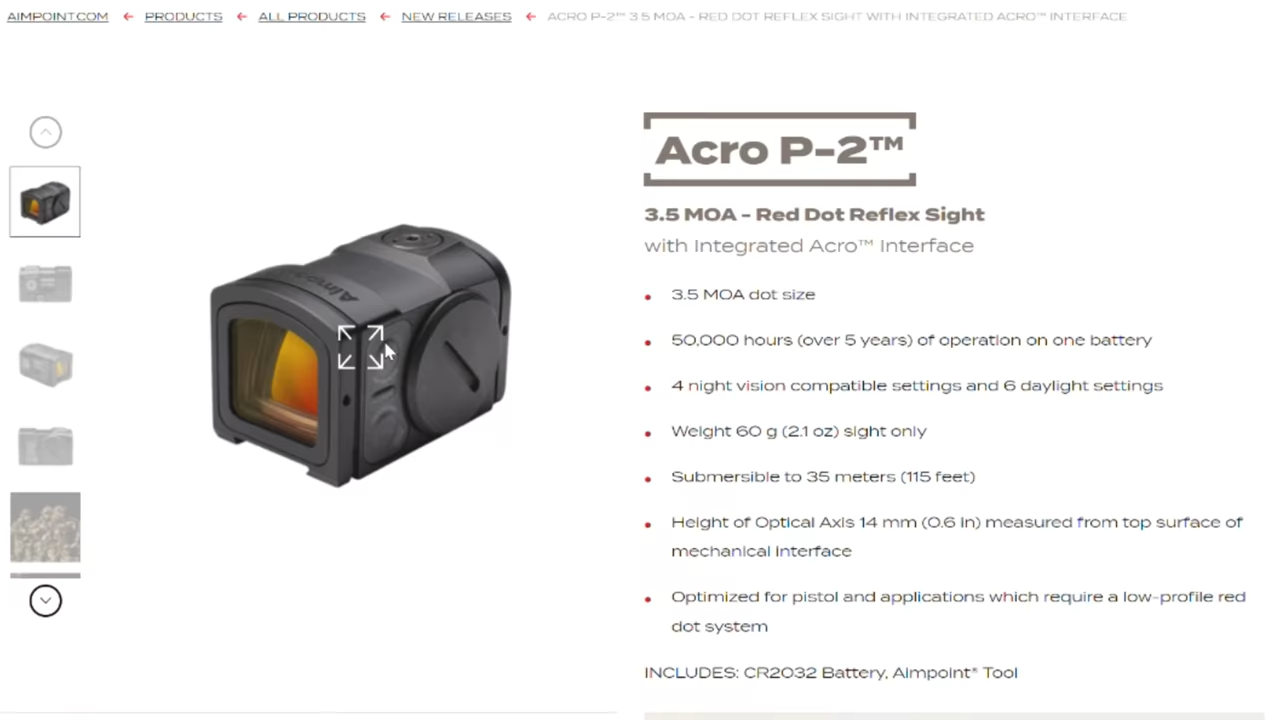 AIMPOINT.COM ← PRODUCTS ← ALL PRODUCTS ← NEW RELEASES ← ACRO P-2™ 3.5 MOA - RED DOT REFLEX SIGHT WITH INTEGRATED ACRO™ INTERFACE
Acro P-2™
3.5 MOA - Red Dot Reflex Sight
with Integrated Acro™ Interface
• 3.5 MOA dot size
• 50,000 hours (over 5 years) of operation on one battery
• 4 night vision compatible settings and 6 daylight settings
• Weight 60 g (2.1 oz) sight only
• Submersible to 35 meters (115 feet)
• Height of Optical Axis 14 mm (0.6 in) measured from top surface of
mechanical interface
• Optimized for pistol and applications which require a low-profile red
dot system
INCLUDES: CR2032 Battery, Aimpoint® Tool